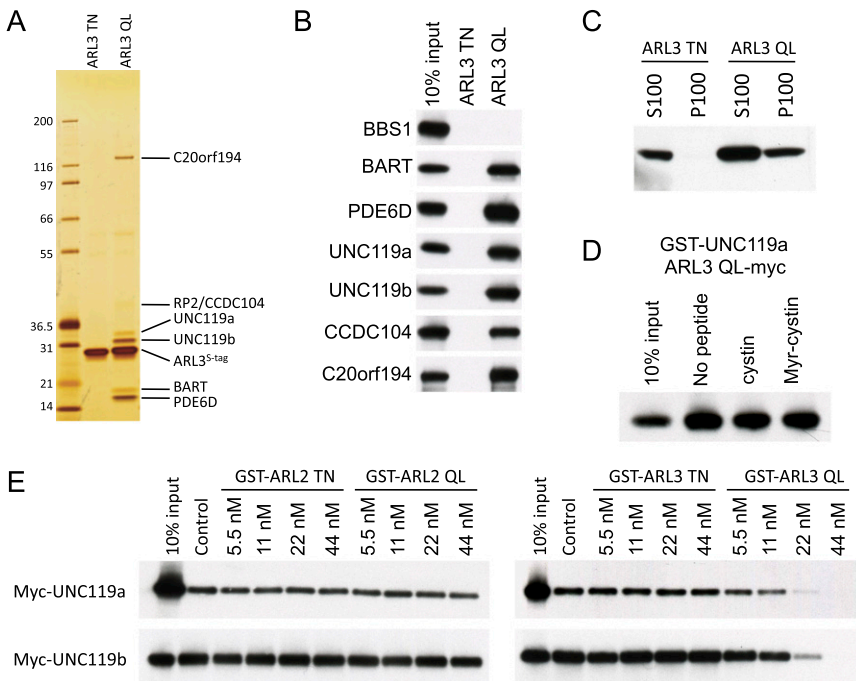 A
ARL3 TN
ARL3 QL
200
116
97
66
55
36.5
31
21
14
C20orf194
RP2/CCDC104
UNC119a
UNC119b
ARL3S-tag
BART
PDE6D
B
10% input
ARL3 TN
ARL3 QL
BBS1
BART
PDE6D
UNC119a
UNC119b
CCDC104
C20orf194
C
ARL3 TN ARL3 QL
S100 P100 S100 P100
D
GST-UNC119a
ARL3 QL-myc
10% input
No peptide
cystin
Myr-cystin
E
GST-ARL2 TN GST-ARL2 QL
10% input Control 5.5 nM 11 nM 22 nM 44 nM 5.5 nM 11 nM 22 nM 44 nM
GST-ARL3 TN GST-ARL3 QL
10% input Control 5.5 nM 11 nM 22 nM 44 nM 5.5 nM 11 nM 22 nM 44 nM
Myc-UNC119a
Myc-UNC119b